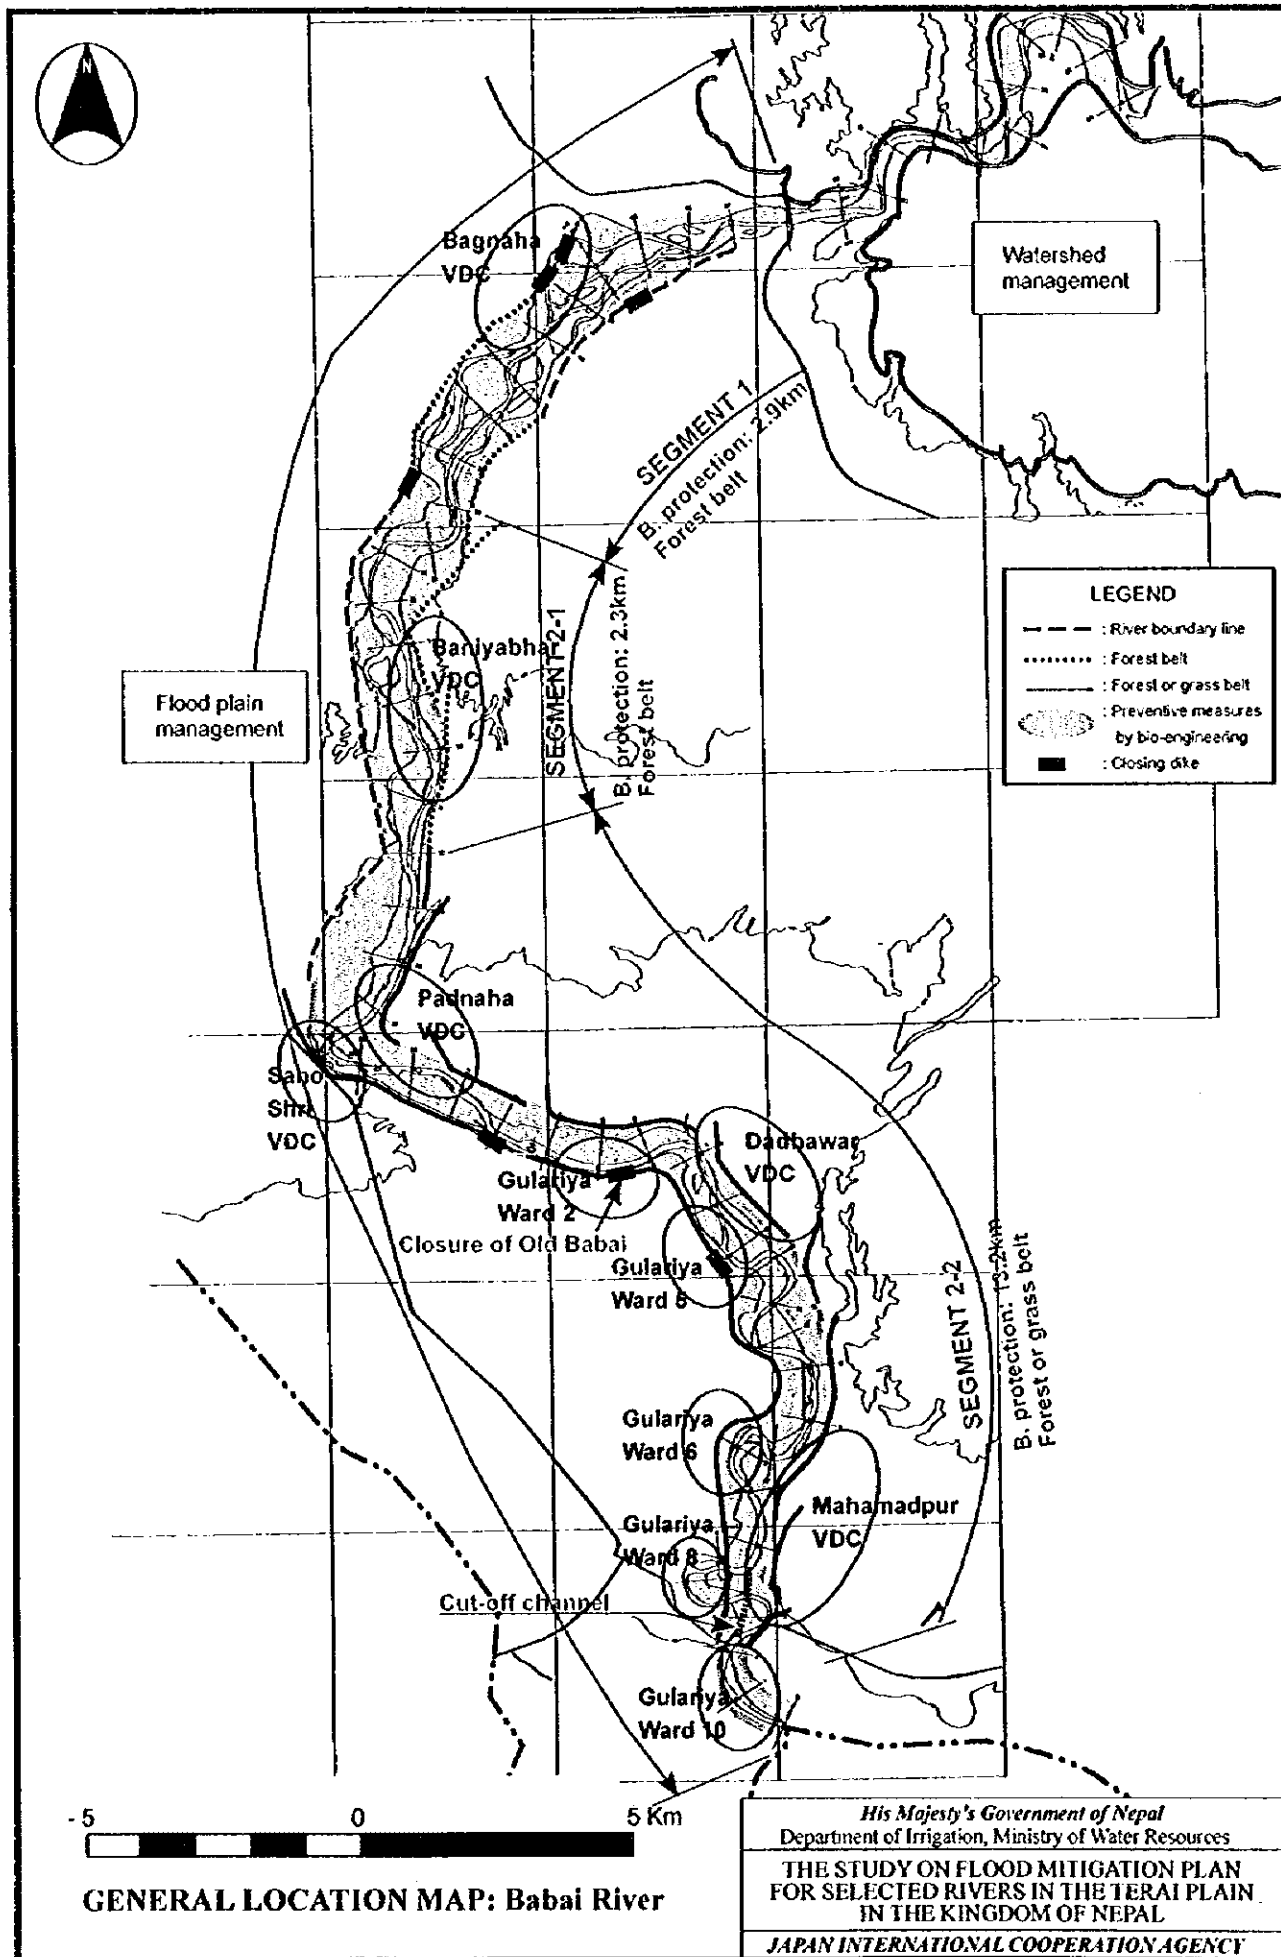 N
Bagnaha
VDC
Watershed
management
SEGMENT 1
B. protection: 2.9km
Forest belt
LEGEND
: River boundary line
: Forest belt
: Forest or grass belt
: Preventive measures
by bio-engineering
: Closing dike
Baniyabhar
VDC
SEGMENT 2-1
B. protection: 2.3km
Forest belt
Flood plain
management
Padnaha
VDC
Shri
VDC
Dadhawar
VDC
Gulariya
Ward 2
Closure of Old Babai
Gulariya
Ward 5
SEGMENT 2-2
B. protection: 13.2km
Forest or grass belt
Gulariya
Ward 6
Mahamadpur
VDC
Gulariya
Ward 8
Cut-off channel
Gulariya
Ward 10
- 5 0 5 Km
GENERAL LOCATION MAP: Babai River
His Majesty's Government of Nepal
Department of Irrigation, Ministry of Water Resources
THE STUDY ON FLOOD MITIGATION PLAN
FOR SELECTED RIVERS IN THE TERAI PLAIN
IN THE KINGDOM OF NEPAL
JAPAN INTERNATIONAL COOPERATION AGENCY